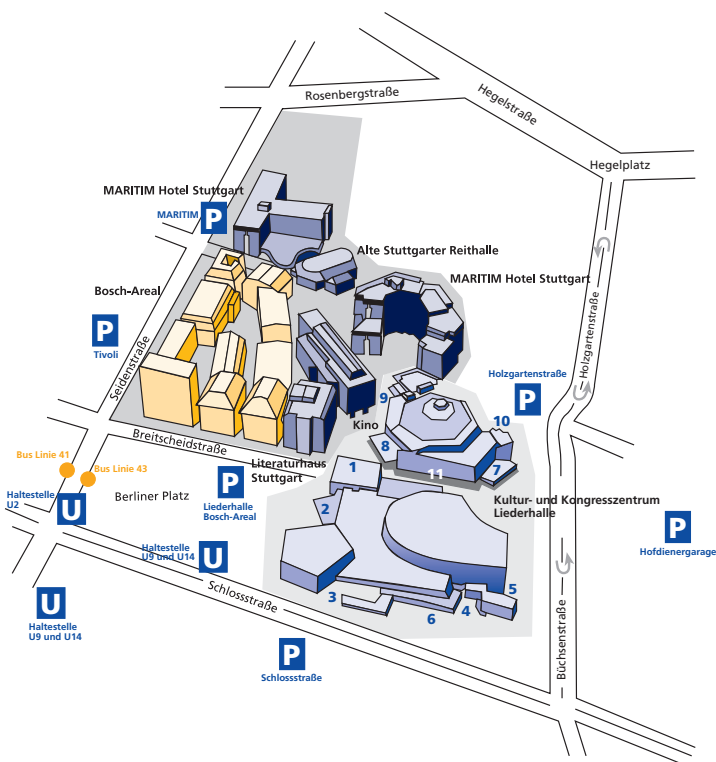 Rosenbergstraße
Hegelstraße
Hegelplatz
MARITIM Hotel Stuttgart
MARITIM
P
Alte Stuttgarter Reithalle
MARITIM Hotel Stuttgart
Bosch-Areal
P
Tivoli
Seidenstraße
Holzgartenstraße
Holzgartenstraße
P
9
10
Kino
8
11
7
Breitscheidstraße
Bus Linie 41
Bus Linie 43
Literaturhaus
Stuttgart
1
2
Berliner Platz
P
Liederhalle
Bosch-Areal
Haltestelle
U2
U
Kultur- und Kongresszentrum
Liederhalle
P
Hofdienergarage
Haltestelle
U9 und U14
U
Schlossstraße
3
6
4
5
U
Haltestelle
U9 und U14
P
Schlossstraße
Büchsenstraße